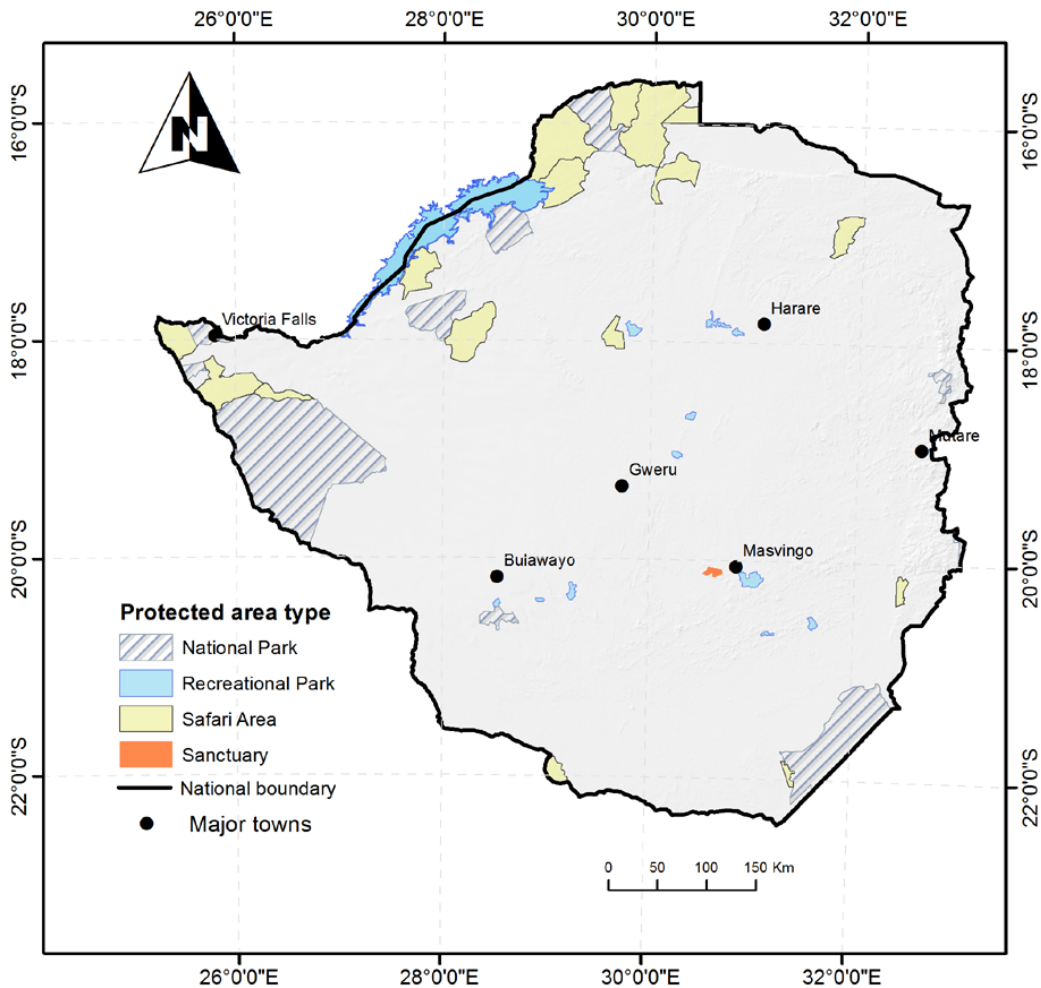 26°0'0"E 28°0'0"E 30°0'0"E 32°0'0"E
16°0'0"S
16°0'0"S
N
Harare
Victoria Falls
18°0'0"S
18°0'0"S
Mutare
Gweru
Masvingo
Bulawayo
20°0'0"S
20°0'0"S
Protected area type
National Park
Recreational Park
Safari Area
Sanctuary
National boundary
Major towns
22°0'0"S
22°0'0"S
0 50 100 150 Km
26°0'0"E 28°0'0"E 30°0'0"E 32°0'0"E